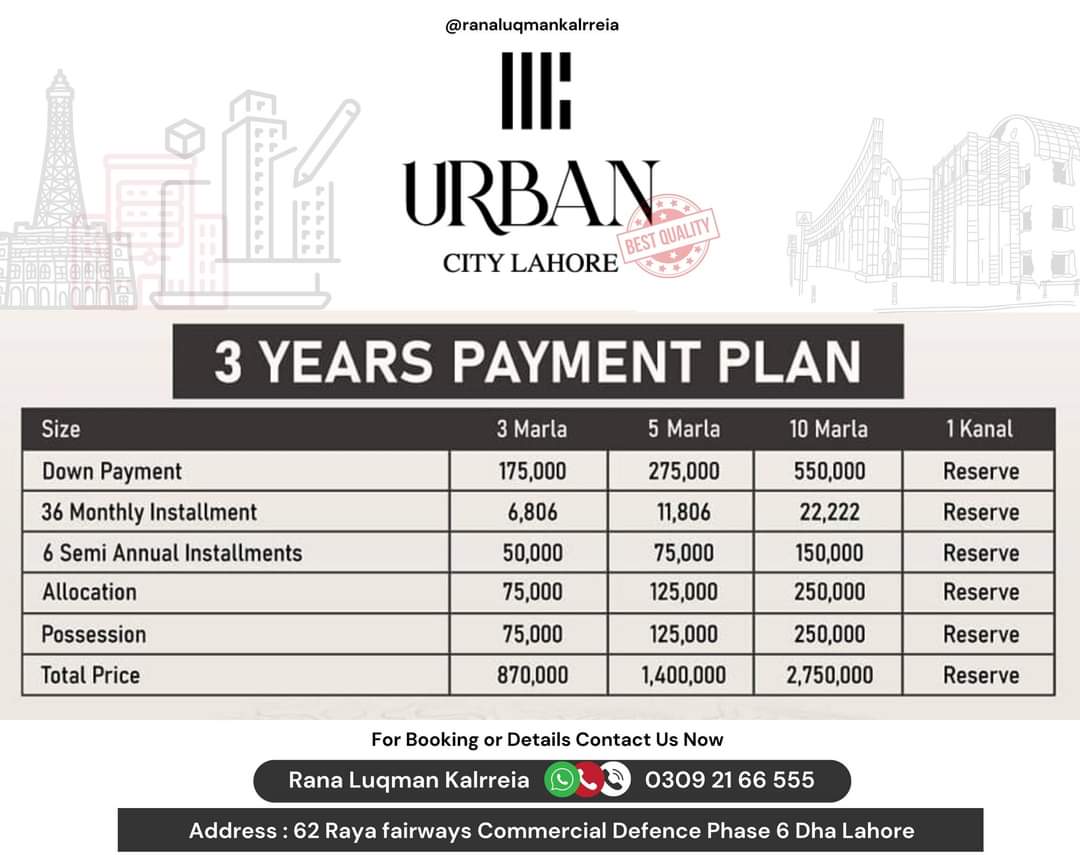 @ranaluqmankalrreia
URBAN
BEST QUALITY
CITY LAHORE
3 YEARS PAYMENT PLAN
Size 3 Marla 5 Marla 10 Marla 1 Kanal
Down Payment 175,000 275,000 550,000 Reserve
36 Monthly Installment 6,806 11,806 22,222 Reserve
6 Semi Annual Installments 50,000 75,000 150,000 Reserve
Allocation 75,000 125,000 250,000 Reserve
Possession 75,000 125,000 250,000 Reserve
Total Price 870,000 1,400,000 2,750,000 Reserve
For Booking or Details Contact Us Now
Rana Luqman Kalrreia 0309 21 66 555
Address : 62 Raya fairways Commercial Defence Phase 6 Dha Lahore